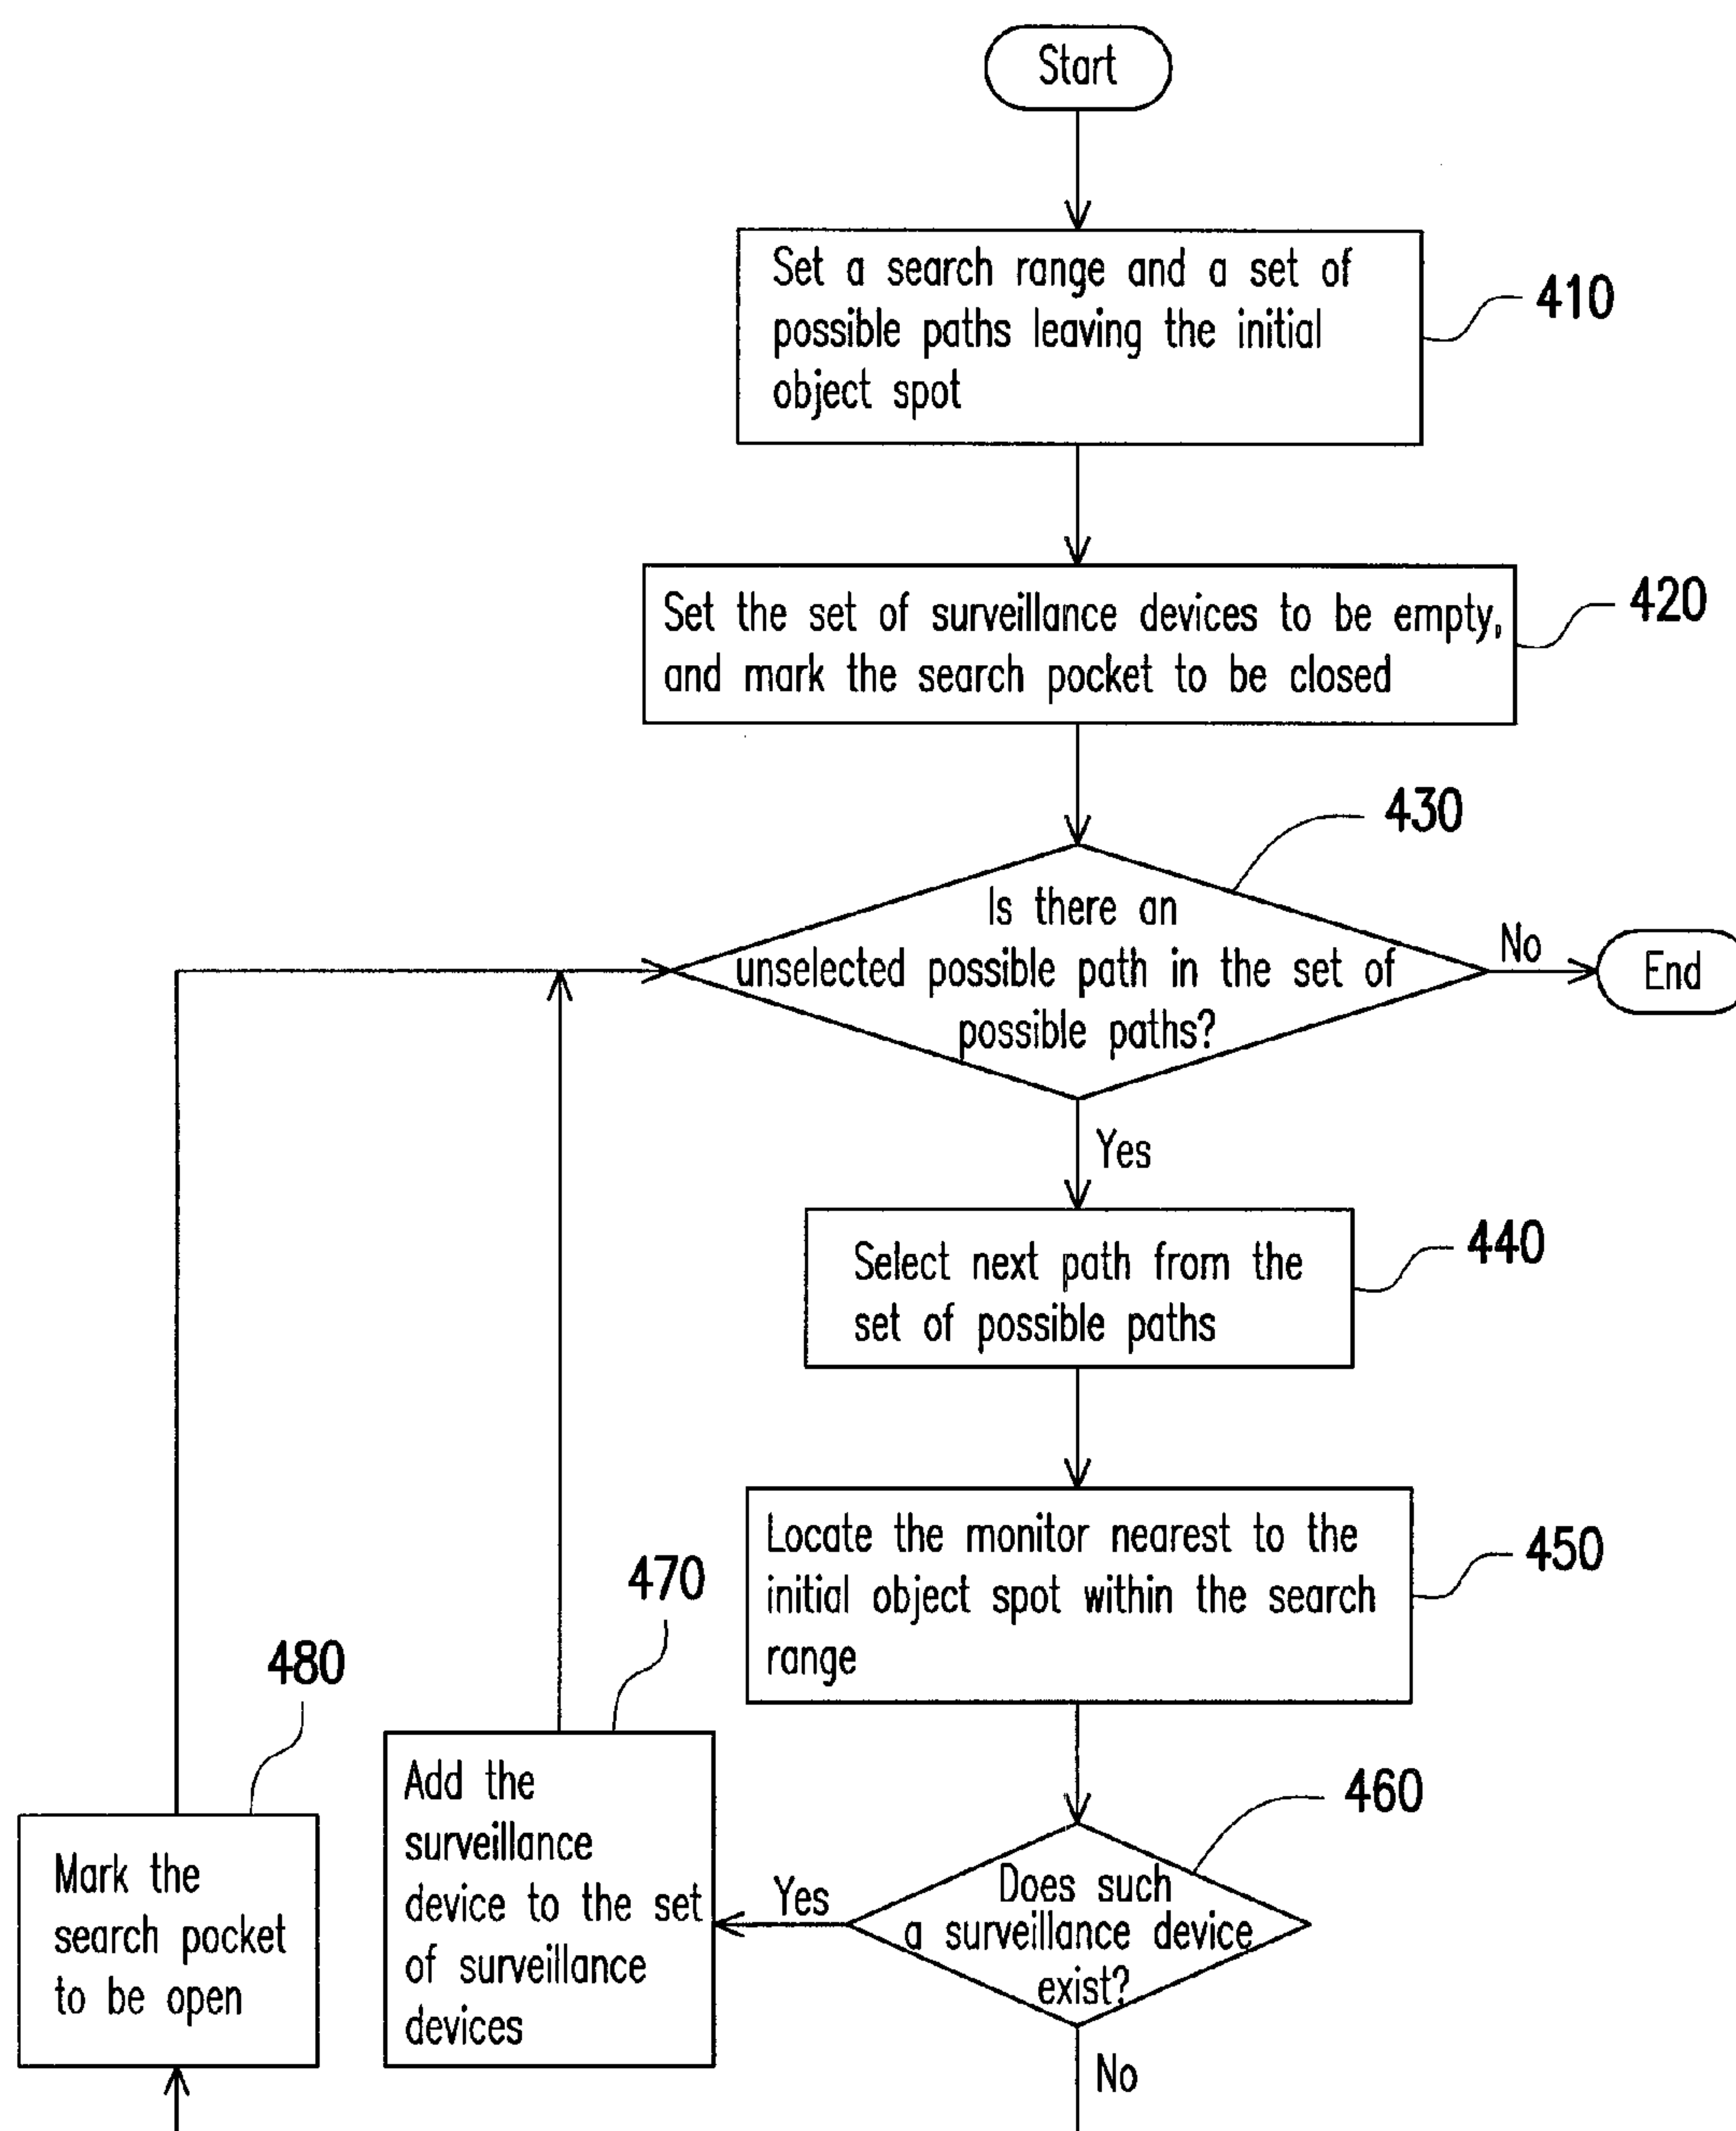 Start
Set a search range and a set of
possible paths leaving the initial
object spot
410
Set the set of surveillance devices to be empty,
and mark the search pocket to be closed
420
430
Is there an
unselected possible path in the set of
possible paths?
No
End
Yes
Select next path from the
set of possible paths
440
Locate the monitor nearest to the
initial object spot within the search
range
450
470
480
Add the
surveillance
device to the set
of surveillance
devices
460
Does such
a surveillance device
exist?
Yes
Mark the
search pocket
to be open
No